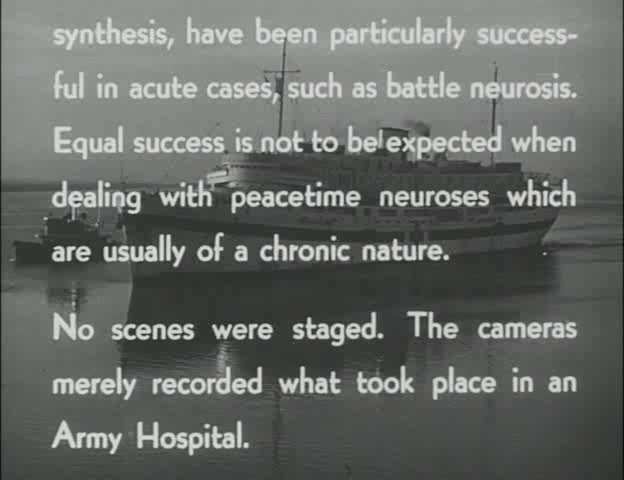 synthesis, have been particularly success-
ful in acute cases, such as battle neurosis.
Equal success is not to be expected when
dealing with peacetime neuroses which
are usually of a chronic nature.
No scenes were staged. The cameras
merely recorded what took place in an
Army Hospital.